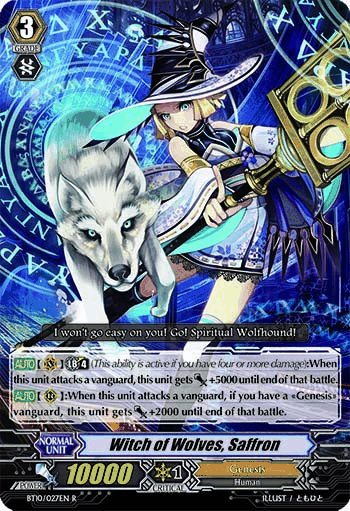 3
GRADE
I won't go easy on you! Go! Spiritual Wolfhound!
AUTO [ ] LB 4 (This ability is active if you have four or more damage):When
this unit attacks a vanguard, this unit gets +5000 until end of that battle.
AUTO [ ]:When this unit attacks a vanguard, if you have a «Genesis»
vanguard, this unit gets +2000 until end of that battle.
NORMAL
UNIT
Witch of Wolves, Saffron
POWER
10000
1
CRITICAL
Genesis
Human
BT10/027EN R
ILLUST / ともひと